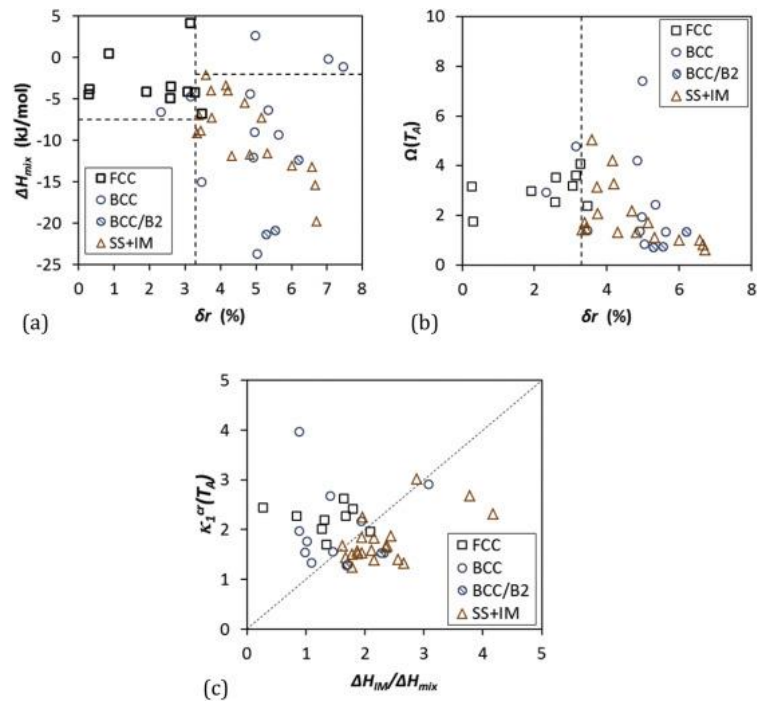 5
0
-5
-10
-15
-20
-25
ΔHmix (kJ/mol)
FCC
BCC
BCC/B2
SS+IM
0 1 2 3 4 5 6 7 8
δr (%)
(a)
10
8
6
4
2
0
Ω(TA)
FCC
BCC
BCC/B2
SS+IM
0 2 4 6 8
δr (%)
(b)
5
4
3
2
1
0
κ1cr(TA)
FCC
BCC
BCC/B2
SS+IM
0 1 2 3 4 5
ΔHIM/ΔHmix
(c)